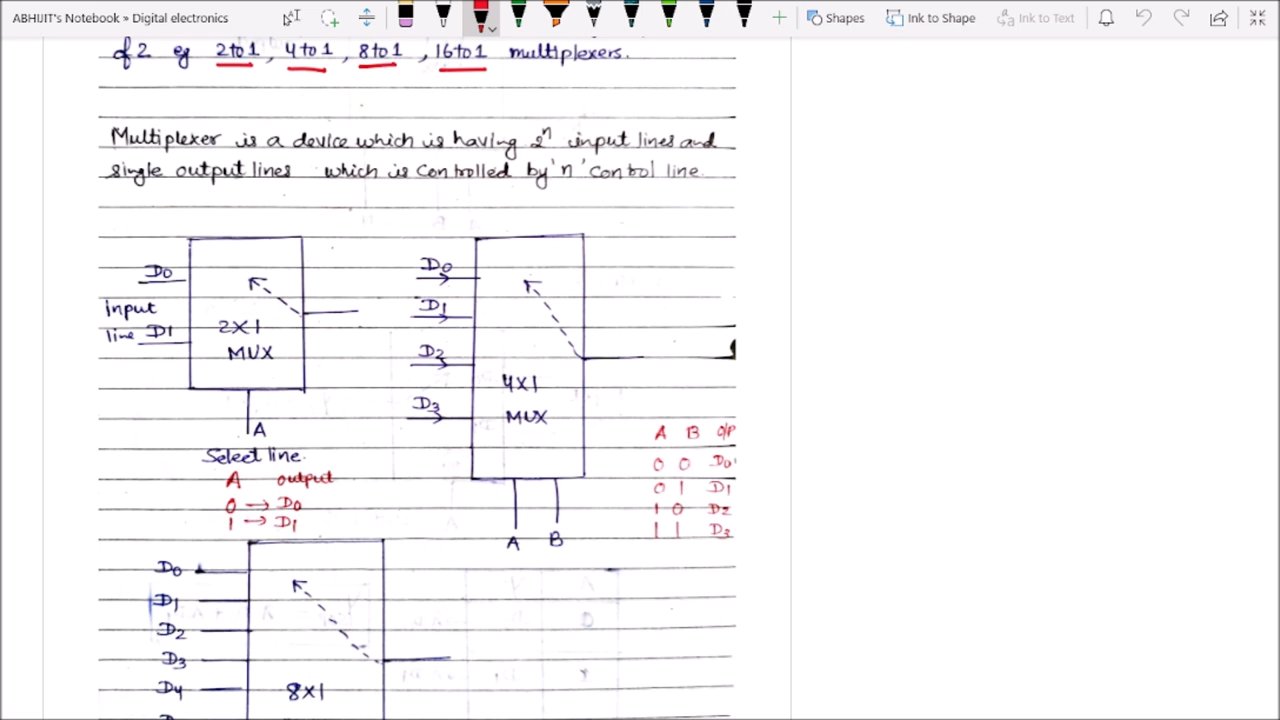 ABHIJIT's Notebook » Digital electronics
Shapes
Ink to Shape
Ink to Text
of 2 eg 2to1, 4to1, 8to1, 16to1 multiplexers.
Multiplexer is a device which is having 2^n input lines and
single output lines which is controlled by 'n' control line.
D0
input
line D1
2X1
MUX
A
Select line.
A output
0 → D0
1 → D1
D0
D1
D2
D3
4X1
MUX
A B
A B O/P
0 0 D0
0 1 D1
1 0 D2
1 1 D3
D0
D1
D2
D3
D4
8X1